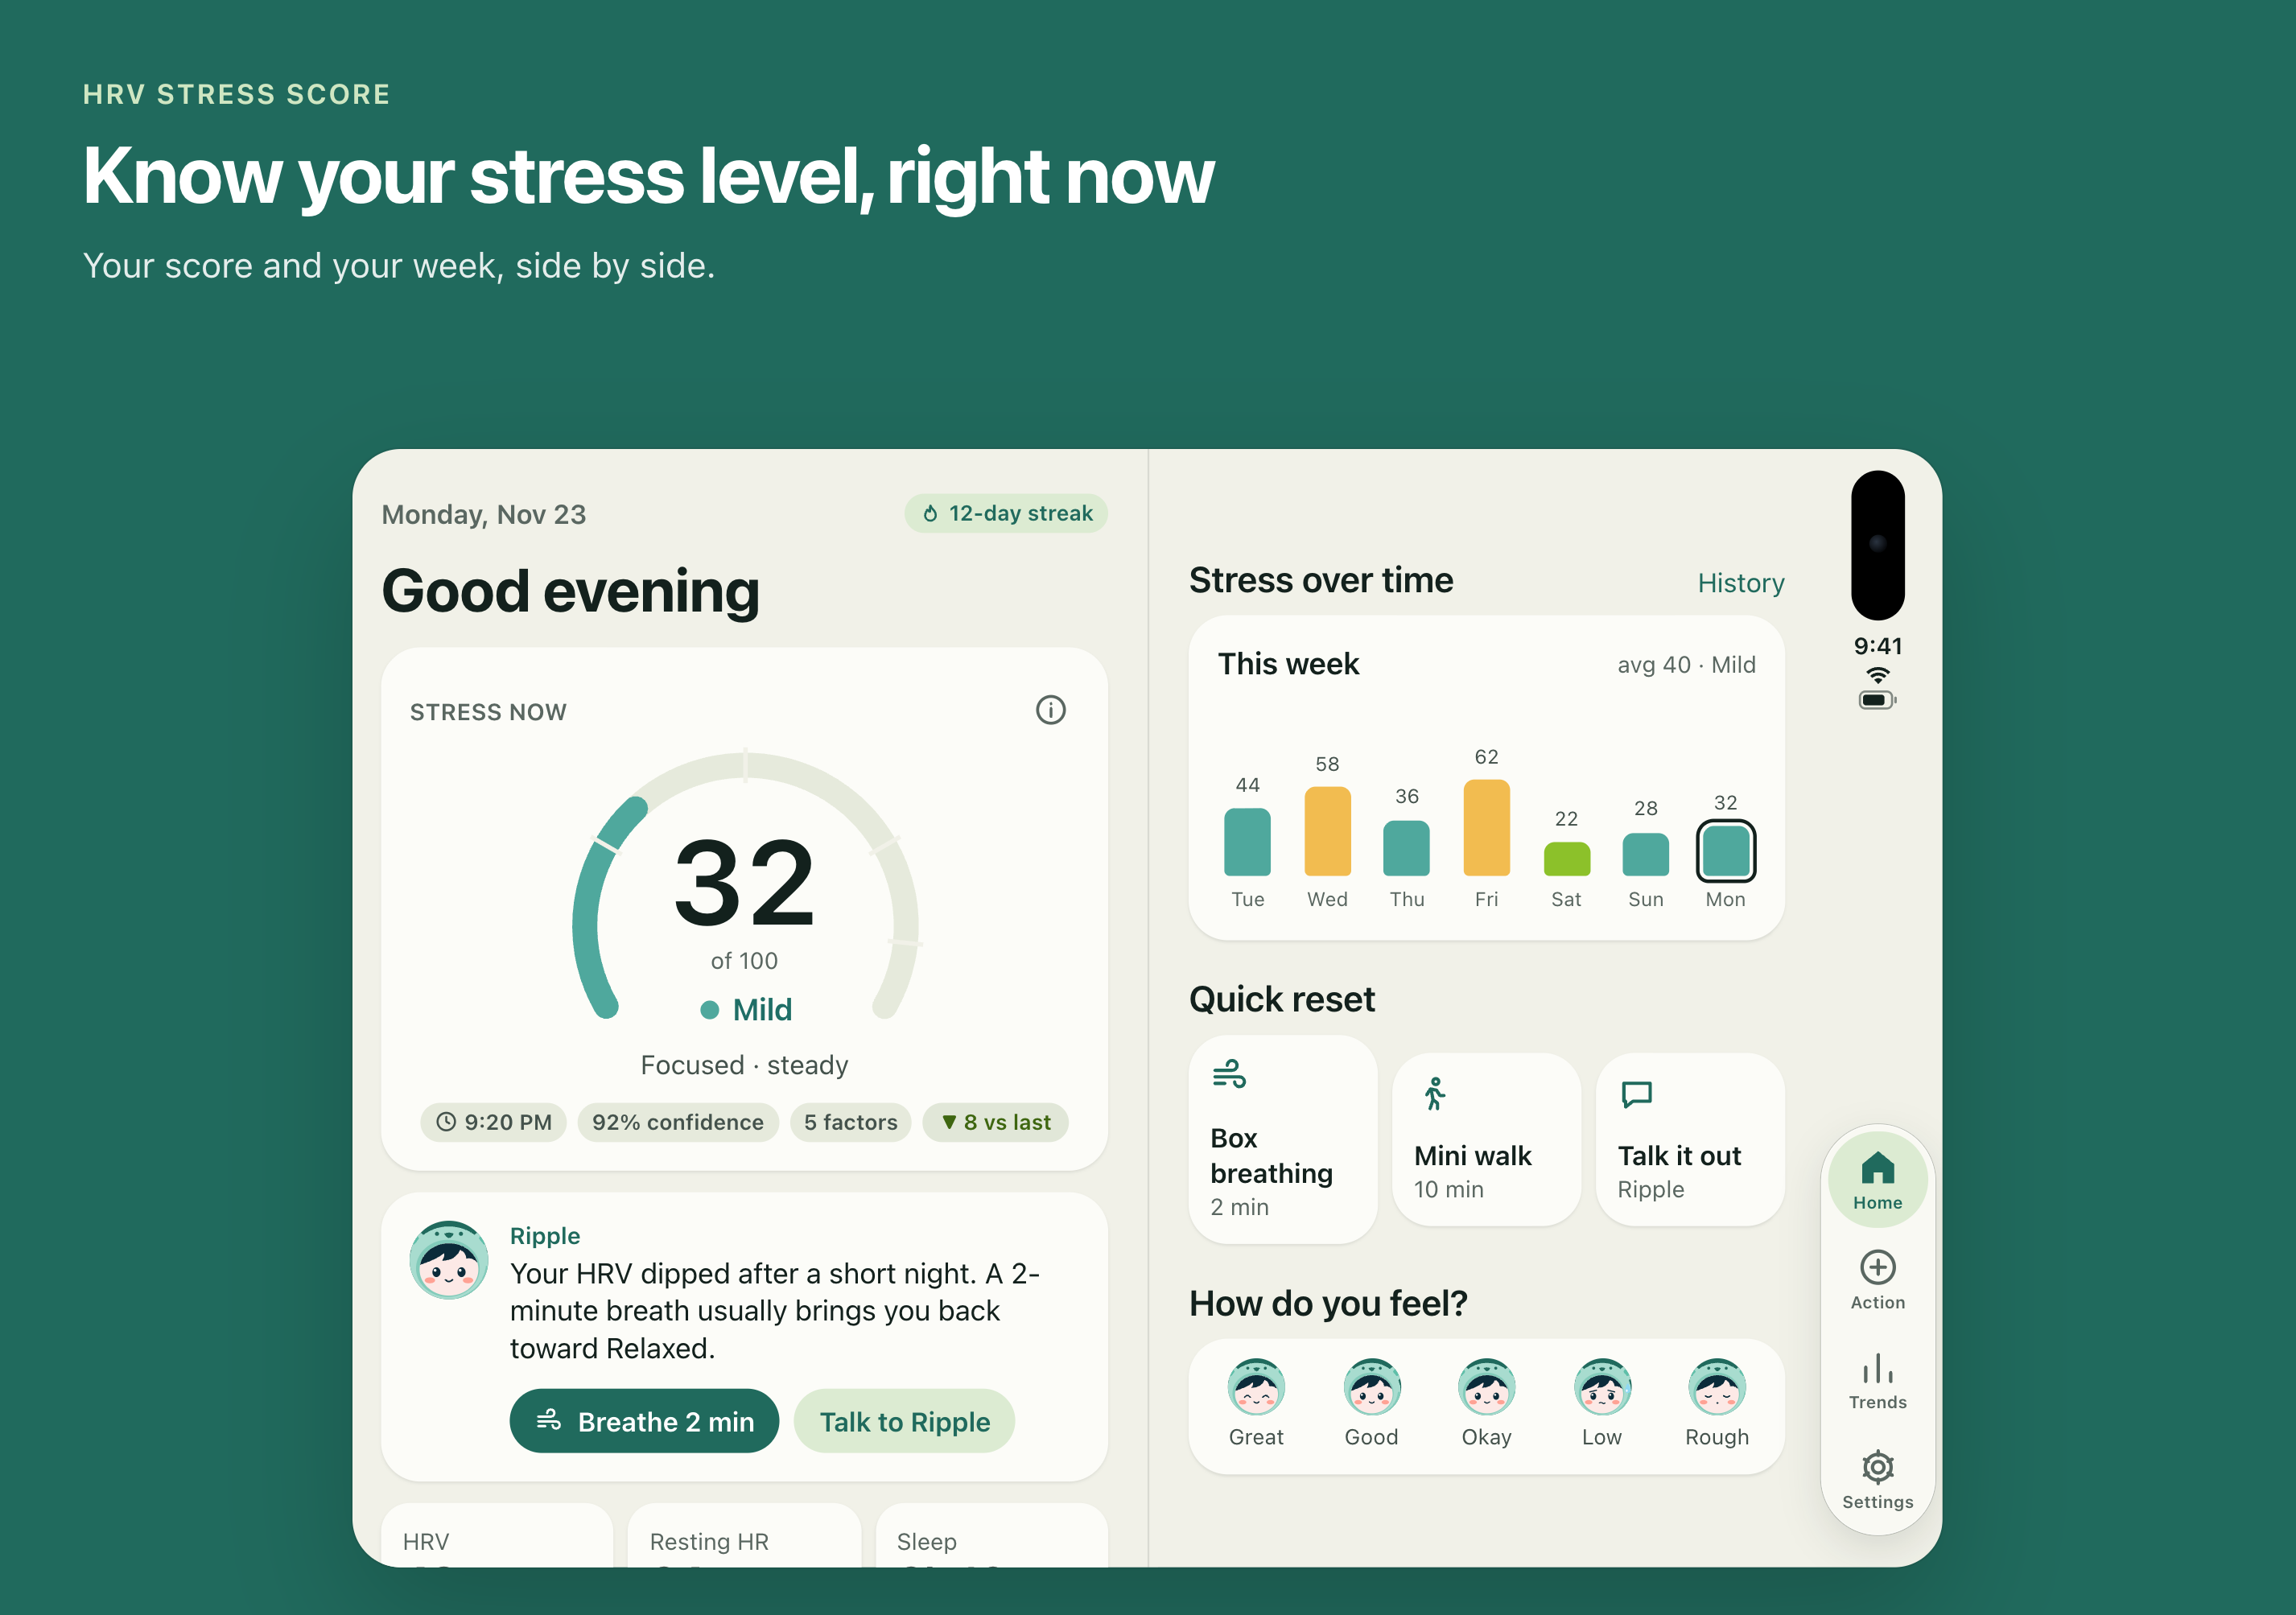 HRV STRESS SCORE
Know your stress level, right now
Your score and your week, side by side.
Monday, Nov 23
12-day streak
Good evening
STRESS NOW
32
of 100
Mild
Focused · steady
9:20 PM
92% confidence
5 factors
▼ 8 vs last
Ripple
Your HRV dipped after a short night. A 2-
minute breath usually brings you back
toward Relaxed.
Breathe 2 min
Talk to Ripple
HRV
Resting HR
Sleep
Stress over time
History
This week
avg 40 · Mild
44
58
36
62
22
28
32
Tue
Wed
Thu
Fri
Sat
Sun
Mon
Quick reset
Box
breathing
2 min
Mini walk
10 min
Talk it out
Ripple
How do you feel?
Great
Good
Okay
Low
Rough
9:41
Home
Action
Trends
Settings